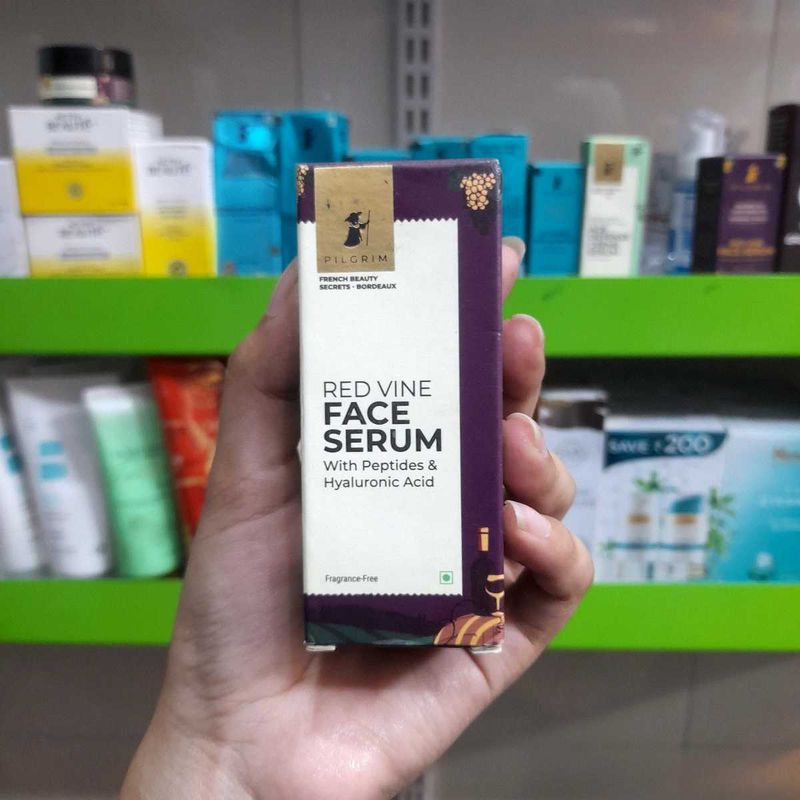 PILGRIM
FRENCH BEAUTY
SECRETS · BORDEAUX
RED VINE
FACE
SERUM
With Peptides &
Hyaluronic Acid
Fragrance-Free
SAVE ₹200